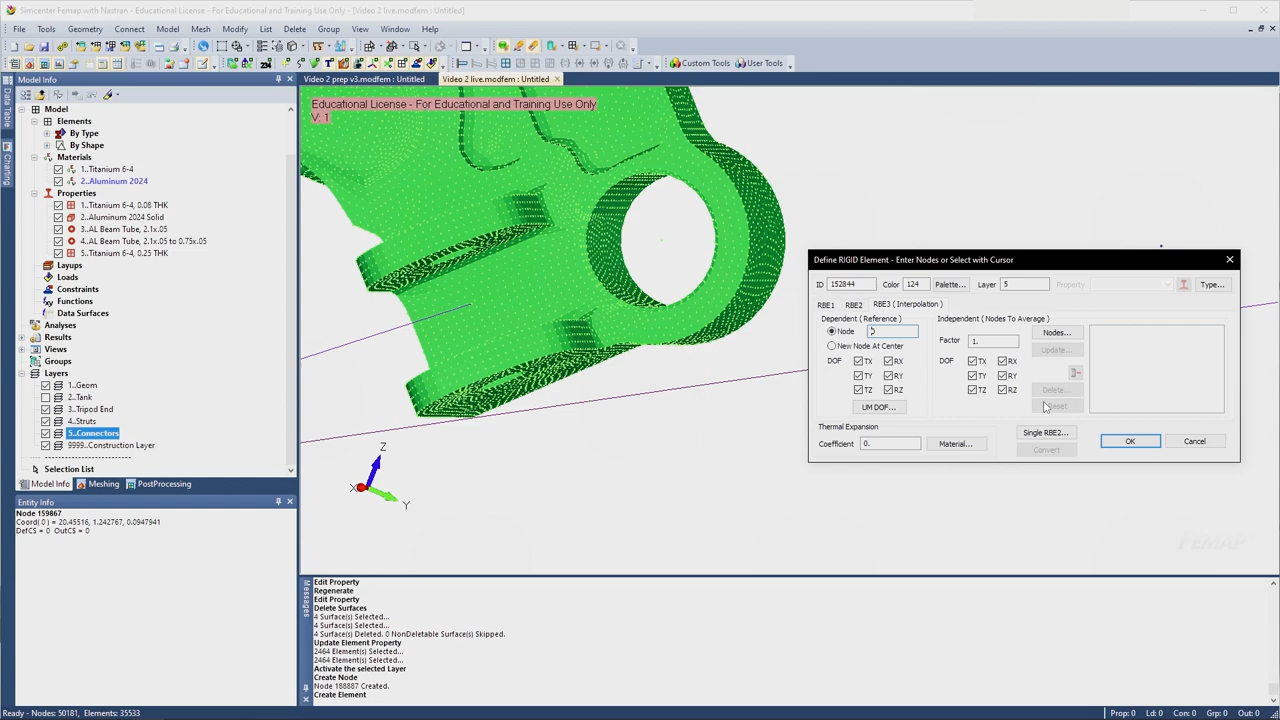 Simcenter Femap with Nastran - Educational License - For Educational and Training Use Only - [Video 2 live.modfem : Untitled]
File Tools Geometry Connect Model Modify Mesh List Delete Group View Window Help
Custom Tools User Tools
Model Info
Video 2 prep v3.modfem : Untitled
Video 2 live.modfem : Untitled
Data Table
Charting
Model
Elements
By Type
By Shape
Materials
1..Titanium 6-4
2..Aluminum 2024
Properties
1..Titanium 6-4, 0.08 THK
2..Aluminum 2024 Solid
3..AL Beam Tube, 2.1x.05
4..AL Beam Tube, 2.1x.05 to 0.75x.05
5..Titanium 6-4, 0.25 THK
Layups
Loads
Constraints
Functions
Data Surfaces
Analyses
Results
Views
Groups
Layers
1..Geom
2..Tank
3..Tripod End
4..Struts
5..Connectors
9999..Construction Layer
Selection List
Model Info Meshing PostProcessing
Entity Info
Node 159867
Coord( 0 ) = 20.45516, 1.242767, 0.0947941
DefCS = 0 OutCS = 0
Educational License - For Educational and Training Use Only
V: 1
Z
X
Y
FEMAP
Define RIGID Element - Enter Nodes or Select with Cursor
ID 152844 Color 124 Palette... Layer 5 Property Type...
RBE1 RBE2 RBE3 ( Interpolation )
Dependent ( Reference )
Node
New Node At Center
DOF TX RX
TY RY
TZ RZ
UM DOF...
Independent ( Nodes To Average )
Factor 1.
DOF TX RX
TY RY
TZ RZ
Nodes...
Update...
Delete...
Reset
Thermal Expansion
Coefficient 0. Material...
Single RBE2...
Convert
OK Cancel
Messages
Edit Property
Regenerate
Edit Property
Delete Surfaces
4 Surface(s) Selected...
4 Surface(s) Selected...
4 Surface(s) Deleted. 0 NonDeletable Surface(s) Skipped.
Update Element Property
2464 Element(s) Selected...
2464 Element(s) Selected...
Activate the selected Layer
Create Node
Node 188887 Created.
Create Element
Ready - Nodes: 50181, Elements: 35533
Prop: 0 Ld: 0 Con: 0 Grp: 0 Out: 0